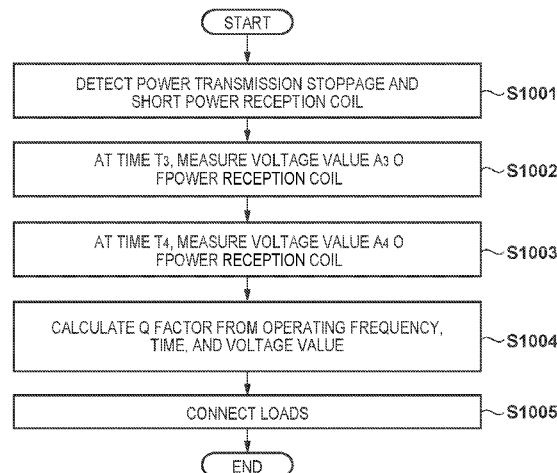 START
DETECT POWER TRANSMISSION STOPPAGE AND
SHORT POWER RECEPTION COIL
S1001
AT TIME T3, MEASURE VOLTAGE VALUE A3 O
FPOWER RECEPTION COIL
S1002
AT TIME T4, MEASURE VOLTAGE VALUE A4 O
FPOWER RECEPTION COIL
S1003
CALCULATE Q FACTOR FROM OPERATING FREQUENCY,
TIME, AND VOLTAGE VALUE
S1004
CONNECT LOADS
S1005
END